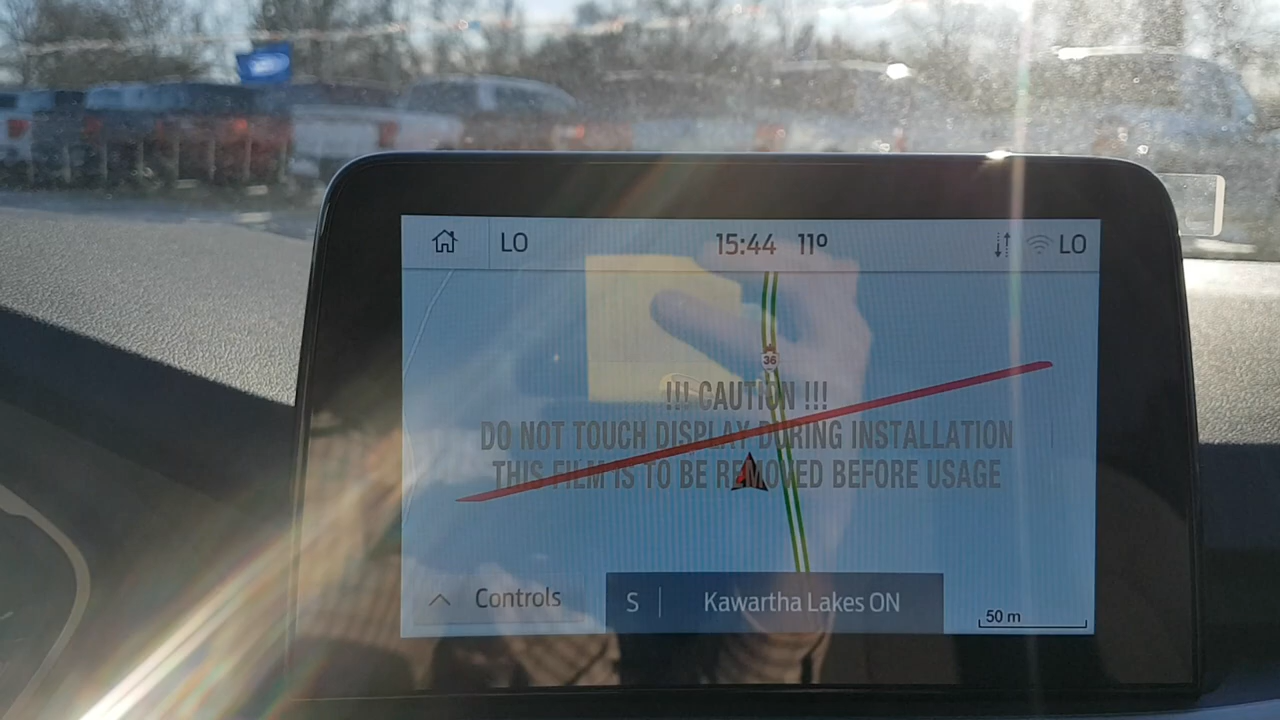 LO 15:44 11° LO
36
!!! CAUTION !!!
DO NOT TOUCH DISPLAY DURING INSTALLATION
THIS FILM IS TO BE REMOVED BEFORE USAGE
Controls S Kawartha Lakes ON 50 m